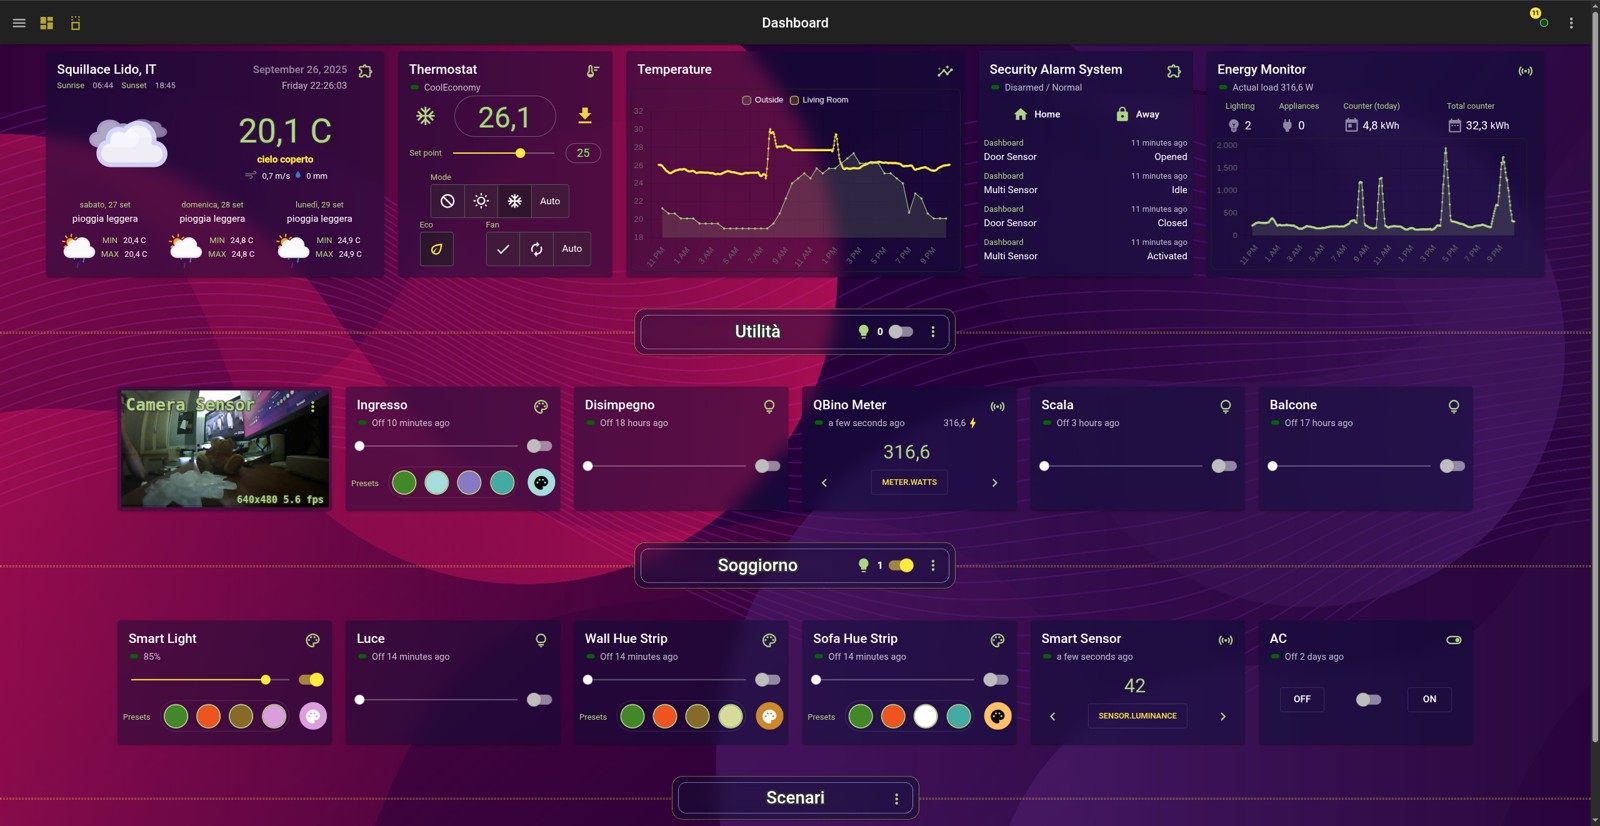 Dashboard
11
Squillace Lido, IT
September 26, 2025
Sunrise 06:44 Sunset 18:45
Friday 22:26:03
20,1 C
cielo coperto
0,7 m/s 0 mm
sabato, 27 set
pioggia leggera
MIN 20,4 C
MAX 20,4 C
domenica, 28 set
pioggia leggera
MIN 24,8 C
MAX 24,8 C
lunedì, 29 set
pioggia leggera
MIN 24,9 C
MAX 24,9 C
Thermostat
CoolEconomy
26,1
Set point 25
Mode
Auto
Eco
Fan
Auto
Temperature
Outside Living Room
32
30
28
26
24
22
20
18
11 PM 1 AM 3 AM 5 AM 7 AM 9 AM 11 AM 1 PM 3 PM 5 PM 7 PM 9 PM
Security Alarm System
Disarmed / Normal
Home Away
Dashboard 11 minutes ago
Door Sensor Opened
Dashboard 11 minutes ago
Multi Sensor Idle
Dashboard 11 minutes ago
Door Sensor Closed
Dashboard 11 minutes ago
Multi Sensor Activated
Energy Monitor
Actual load 316,6 W
Lighting Appliances Counter (today) Total counter
2 0 4,8 kWh 32,3 kWh
2.000
1.500
1.000
500
0
11 PM 1 AM 3 AM 5 AM 7 AM 9 AM 11 AM 1 PM 3 PM 5 PM 7 PM 9 PM
Utilità 0
Camera Sensor
640x480 5.6 fps
Ingresso
Off 10 minutes ago
Presets
Disimpegno
Off 18 hours ago
QBino Meter
a few seconds ago 316,6
316,6
METER.WATTS
Scala
Off 3 hours ago
Balcone
Off 17 hours ago
Soggiorno 1
Smart Light
85%
Presets
Luce
Off 14 minutes ago
Wall Hue Strip
Off 14 minutes ago
Presets
Sofa Hue Strip
Off 14 minutes ago
Presets
Smart Sensor
a few seconds ago
42
SENSOR.LUMINANCE
AC
Off 2 days ago
OFF ON
Scenari